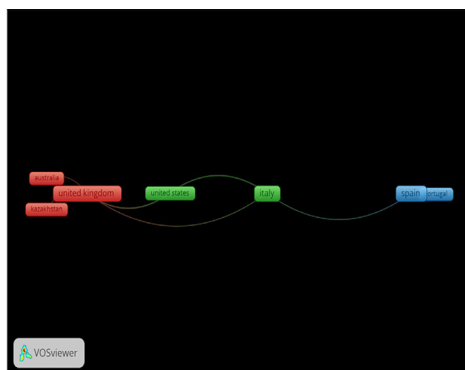 australia
united kingdom
united states
italy
spain
portugal
kazakhstan
VOSviewer